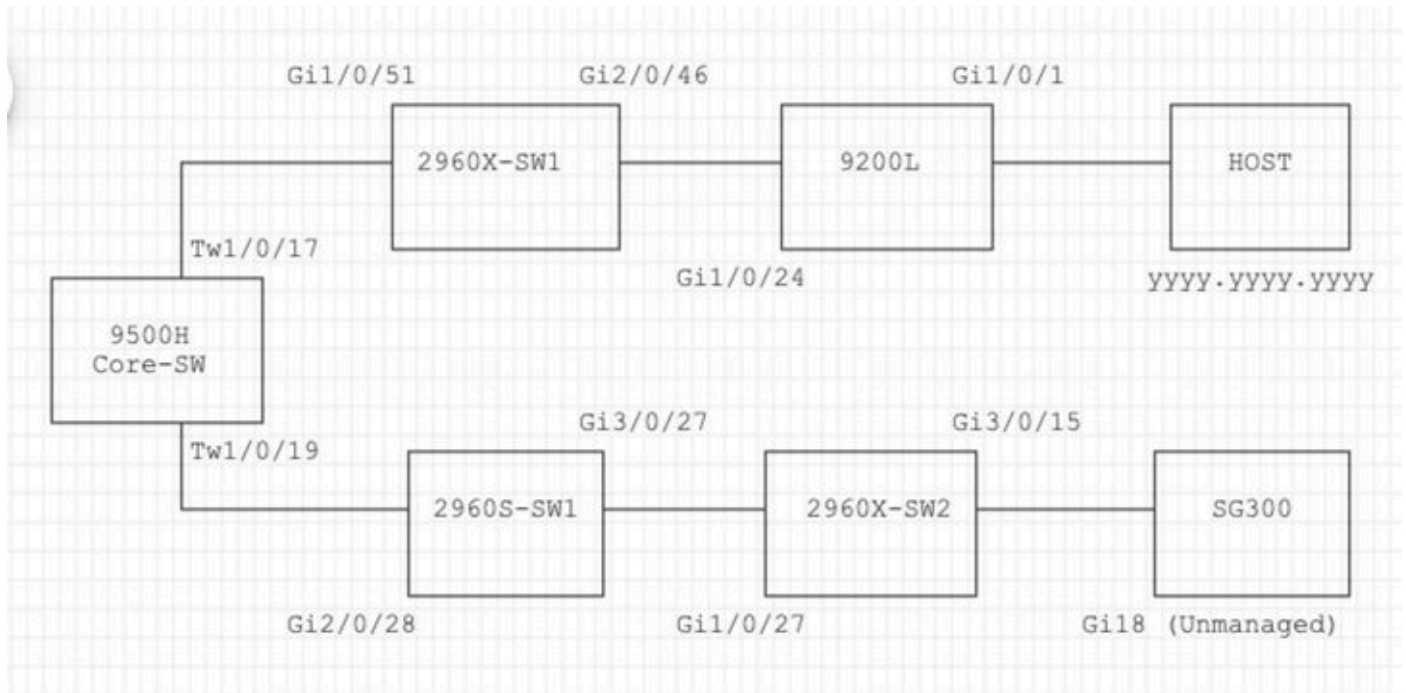 Gi1/0/51
Gi2/0/46
Gi1/0/1
2960X-SW1
9200L
HOST
Tw1/0/17
Gi1/0/24
yyyy.yyyy.yyyy
9500H
Core-SW
Tw1/0/19
Gi3/0/27
Gi3/0/15
2960S-SW1
2960X-SW2
SG300
Gi2/0/28
Gi1/0/27
Gi18 (Unmanaged)